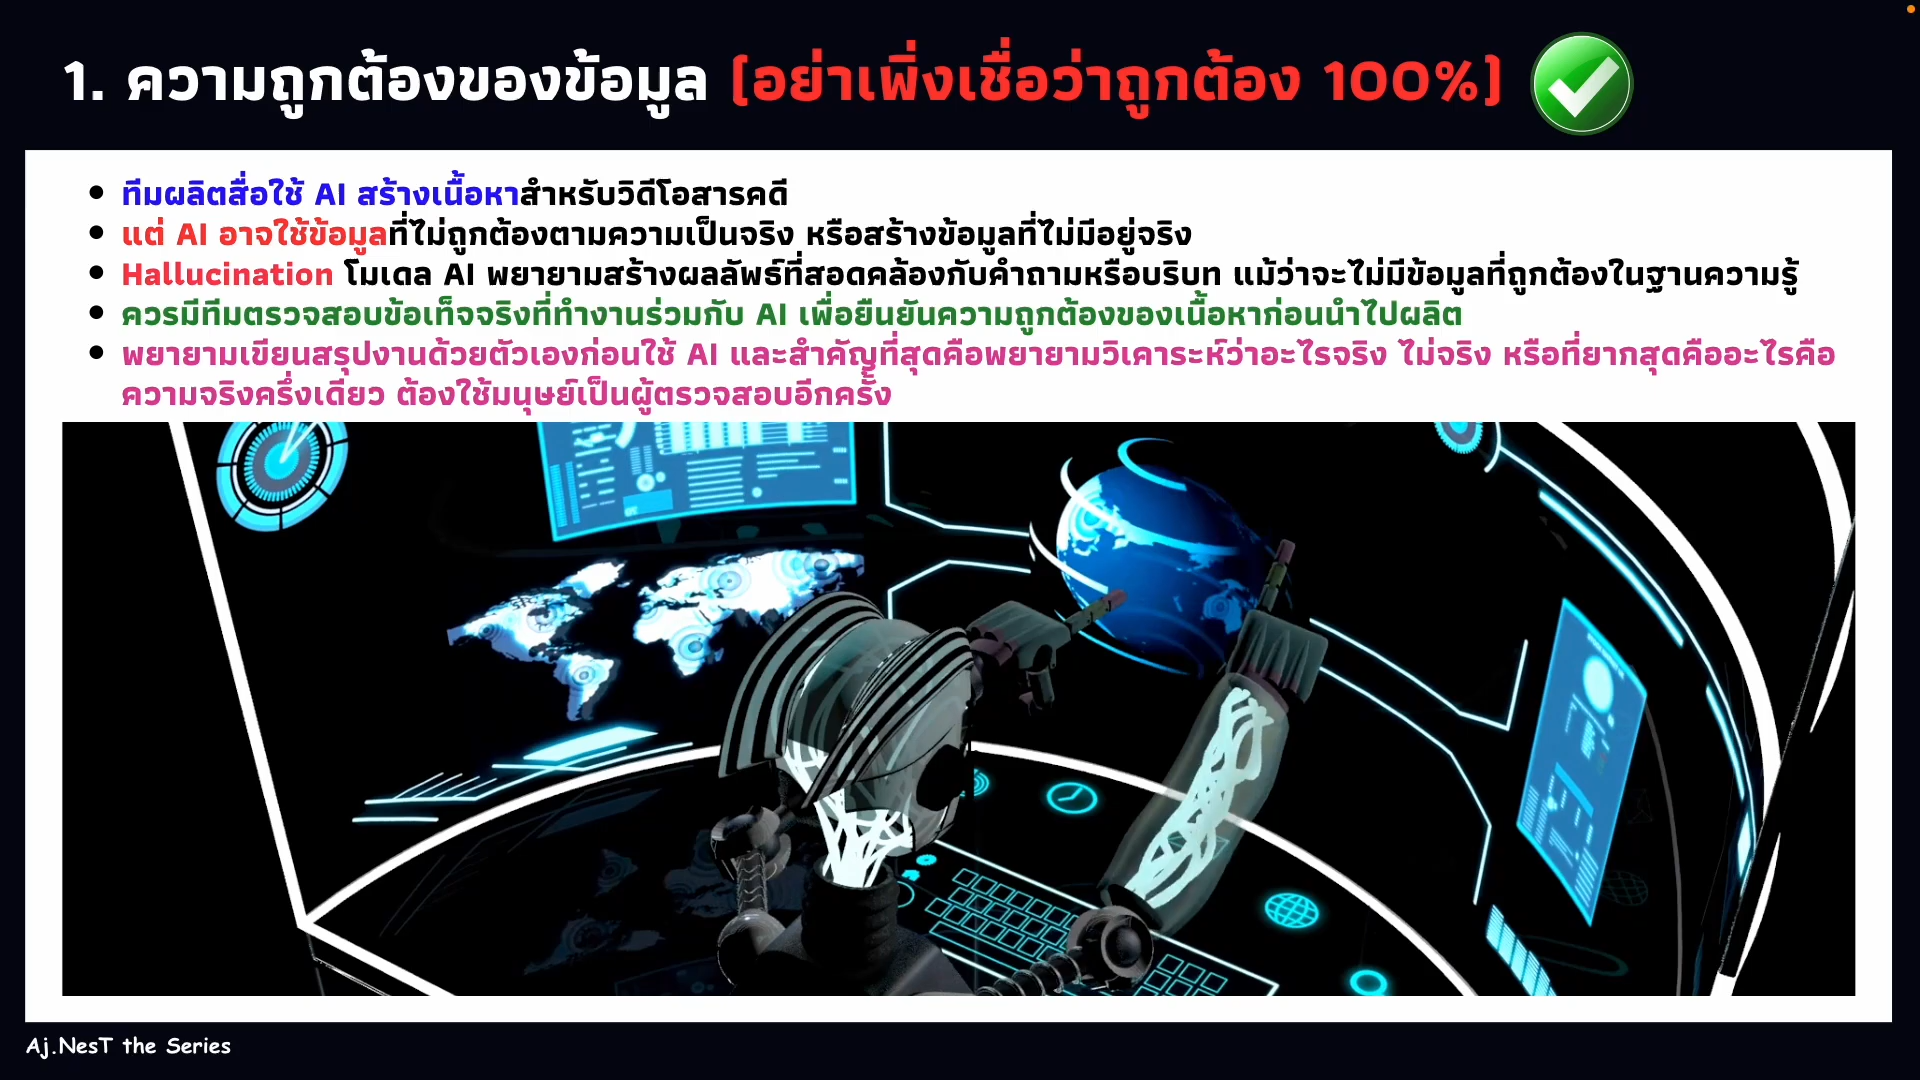 1. ความถูกต้องของข้อมูล (อย่าเพิ่งเชื่อว่าถูกต้อง 100%)
• ทีมผลิตสื่อใช้ AI สร้างเนื้อหาสำหรับวิดีโอสารคดี
• แต่ AI อาจใช้ข้อมูลที่ไม่ถูกต้องตามความเป็นจริง หรือสร้างข้อมูลที่ไม่มีอยู่จริง
• Hallucination โมเดล AI พยายามสร้างผลลัพธ์ที่สอดคล้องกับคำถามหรือบริบท แม้ว่าจะไม่มีข้อมูลที่ถูกต้องในฐานความรู้
• ควรมีทีมตรวจสอบข้อเท็จจริงที่ทำงานร่วมกับ AI เพื่อยืนยันความถูกต้องของเนื้อหาก่อนนำไปผลิต
• พยายามเขียนสรุปงานด้วยตัวเองก่อนใช้ AI และสำคัญที่สุดคือพยายามวิเคาระห์ว่าอะไรจริง ไม่จริง หรือที่ยากสุดคืออะไรคือ
ความจริงครึ่งเดียว ต้องใช้มนุษย์เป็นผู้ตรวจสอบอีกครั้ง
Aj.NesT the Series